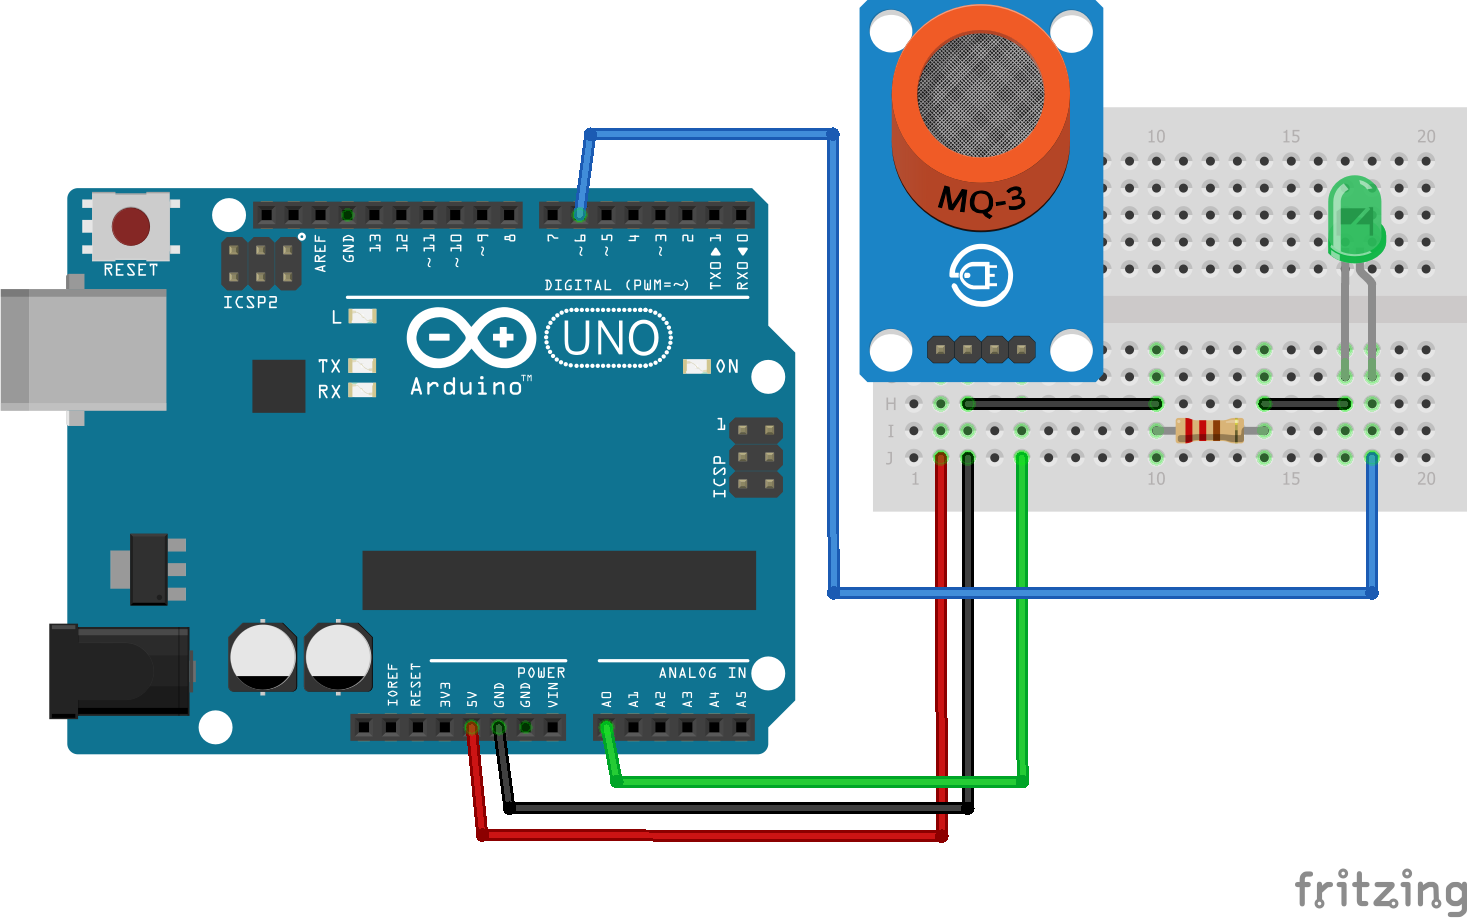 MQ-3
10 15 20
RESET
ICSP2
AREF
GND
13
12
~11
~10
~9
8
7
~6
~5
4
~3
2
TX0▶1
RX0◀0
DIGITAL (PWM=~)
L
TX
RX
Arduino™
UNO
ON
1
ICSP
H
I
J
1 10 15 20
IOREF
RESET
3V3
5V
GND
GND
VIN
POWER
A0
A1
A2
A3
A4
A5
ANALOG IN
fritzing